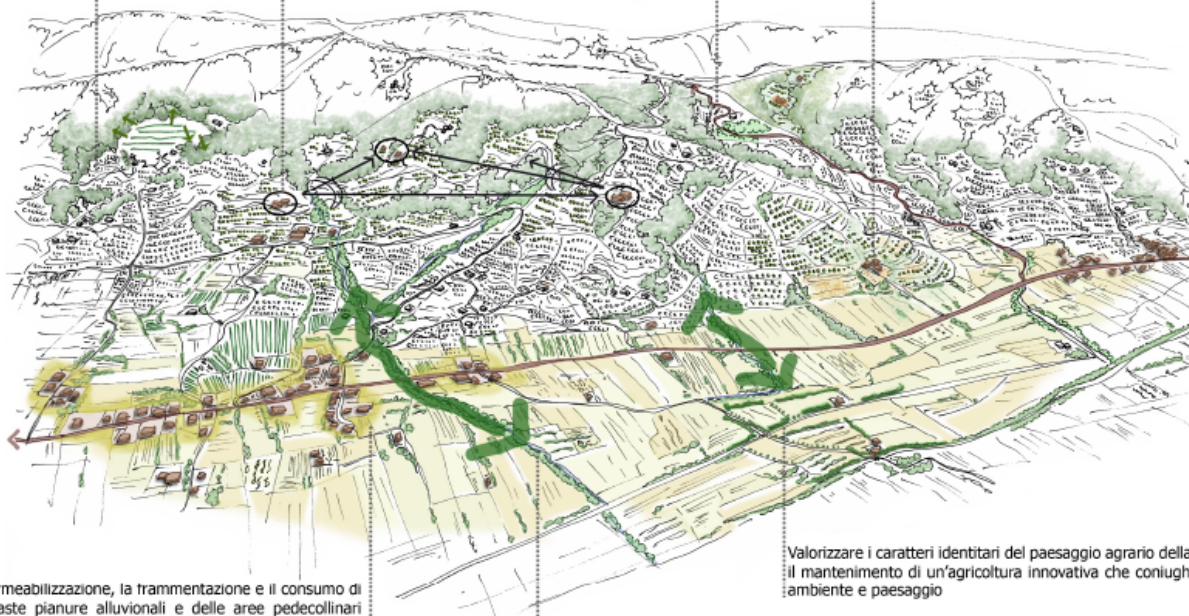 Valorizzare i caratteri identitari del paesaggio agrario della
il mantenimento di un'agricoltura innovativa che coniugh
ambiente e paesaggio
rmeabilizzazione, la frammentazione e il consumo di
aste pianure alluvionali e delle aree pedecollinari